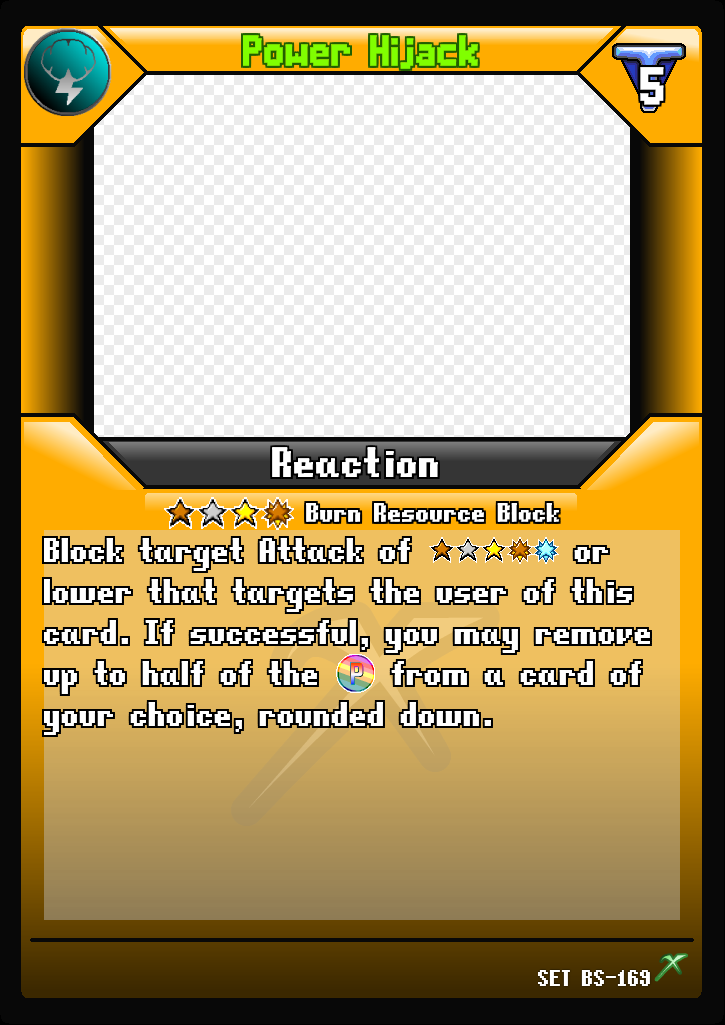 Power Hijack
5
Reaction
Burn Resource Block
Block target Attack of or
lower that targets the user of this
card. If successful, you may remove
up to half of the P from a card of
your choice, rounded down.
SET BS-169